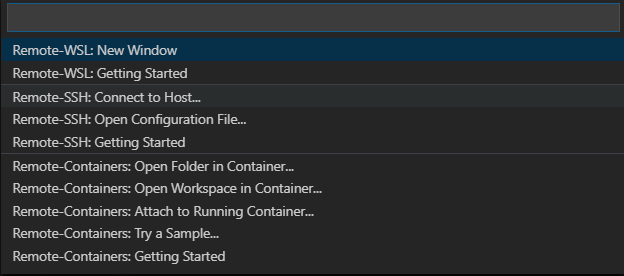 Remote-WSL: New Window
Remote-WSL: Getting Started
Remote-SSH: Connect to Host...
Remote-SSH: Open Configuration File...
Remote-SSH: Getting Started
Remote-Containers: Open Folder in Container...
Remote-Containers: Open Workspace in Container...
Remote-Containers: Attach to Running Container...
Remote-Containers: Try a Sample...
Remote-Containers: Getting Started